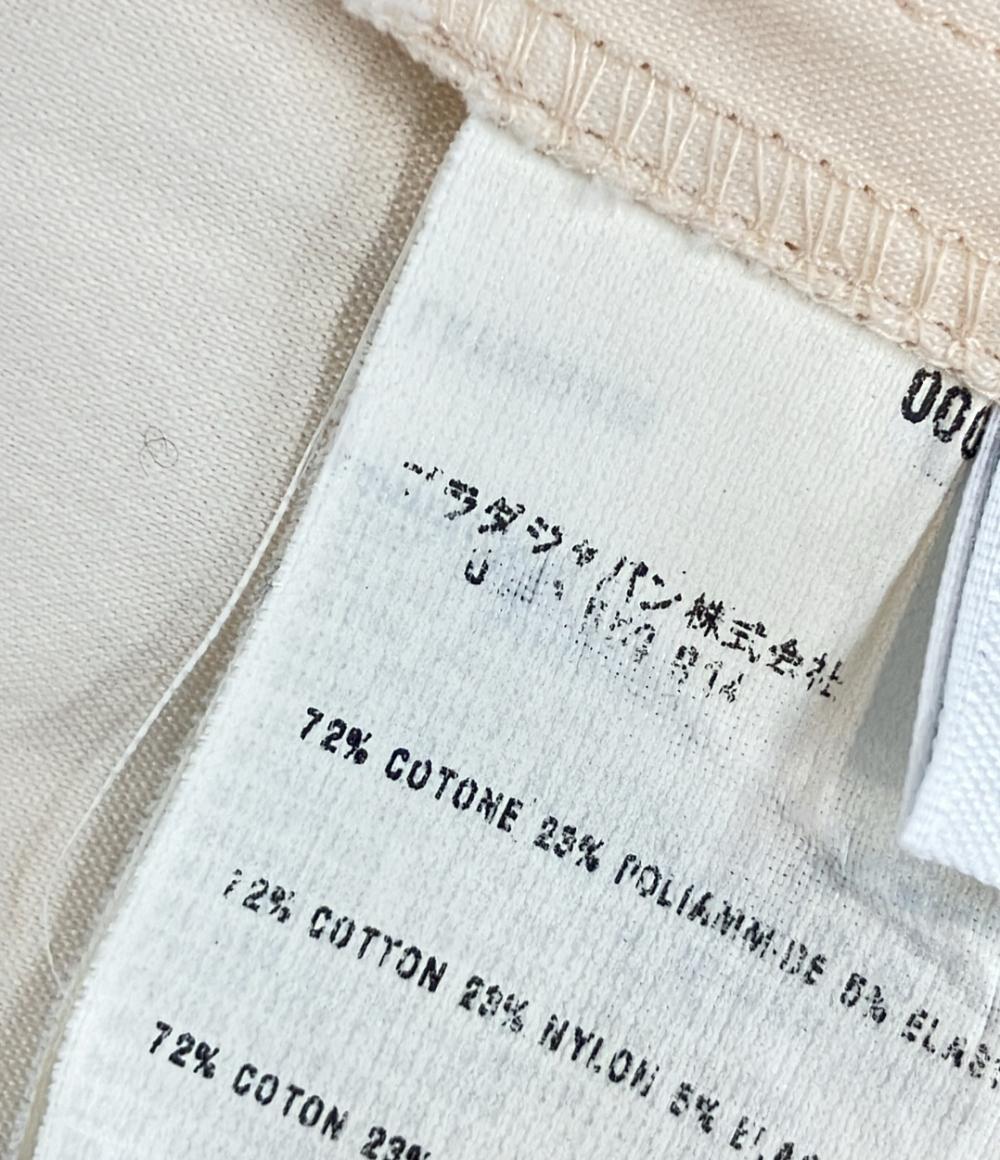 000
プラダジャパン株式会社
72% COTONE 23% POLIAMMIDE 5% ELAST
72% COTTON 23% NYLON 5% ELAS
72% COTON 23%